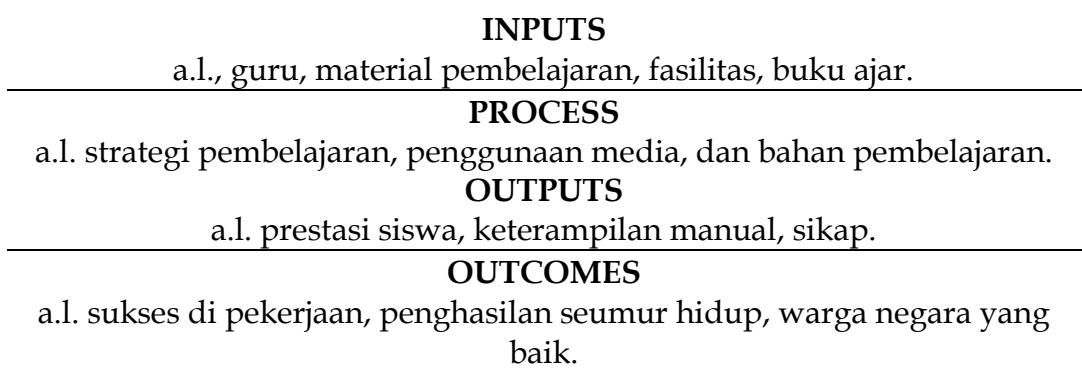 INPUTS
a.l., guru, material pembelajaran, fasilitas, buku ajar.
PROCESS
a.l. strategi pembelajaran, penggunaan media, dan bahan pembelajaran.
OUTPUTS
a.l. prestasi siswa, keterampilan manual, sikap.
OUTCOMES
a.l. sukses di pekerjaan, penghasilan seumur hidup, warga negara yang
baik.